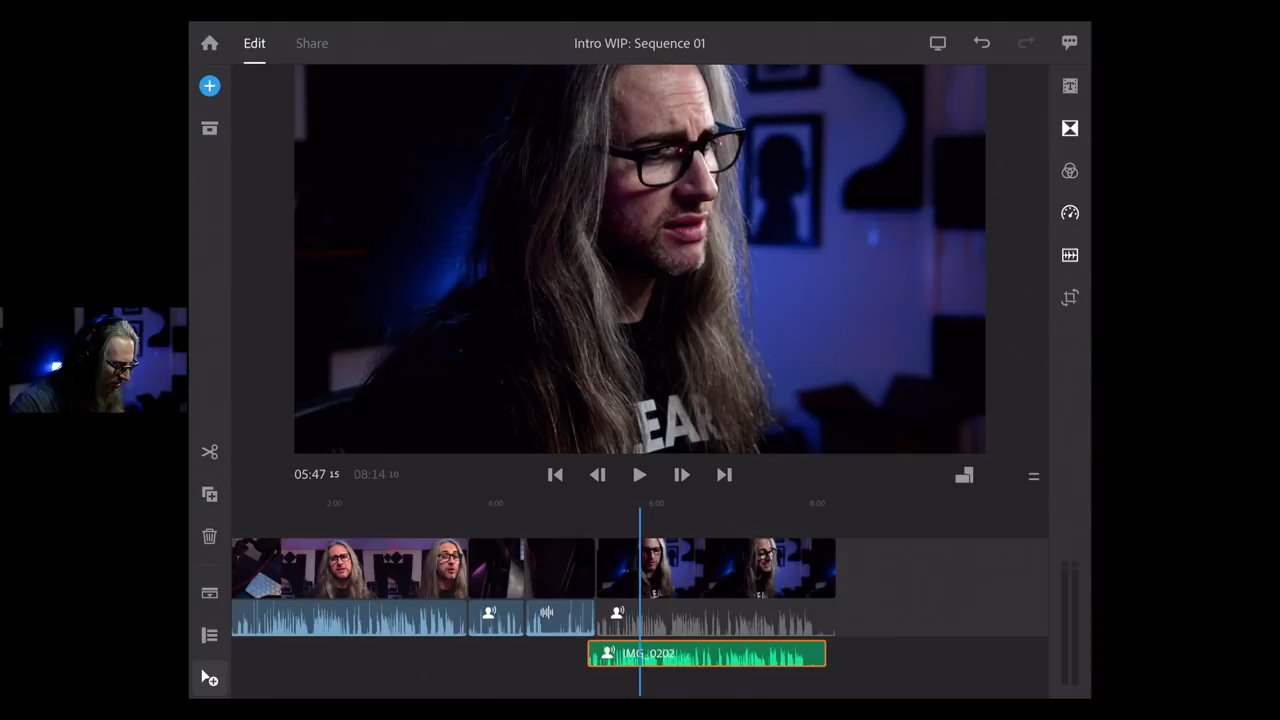 Edit
Share
Intro WIP: Sequence 01
EAR
05:47 15
08:14 10
2:00
4:00
6:00
8:00
IMG_0202